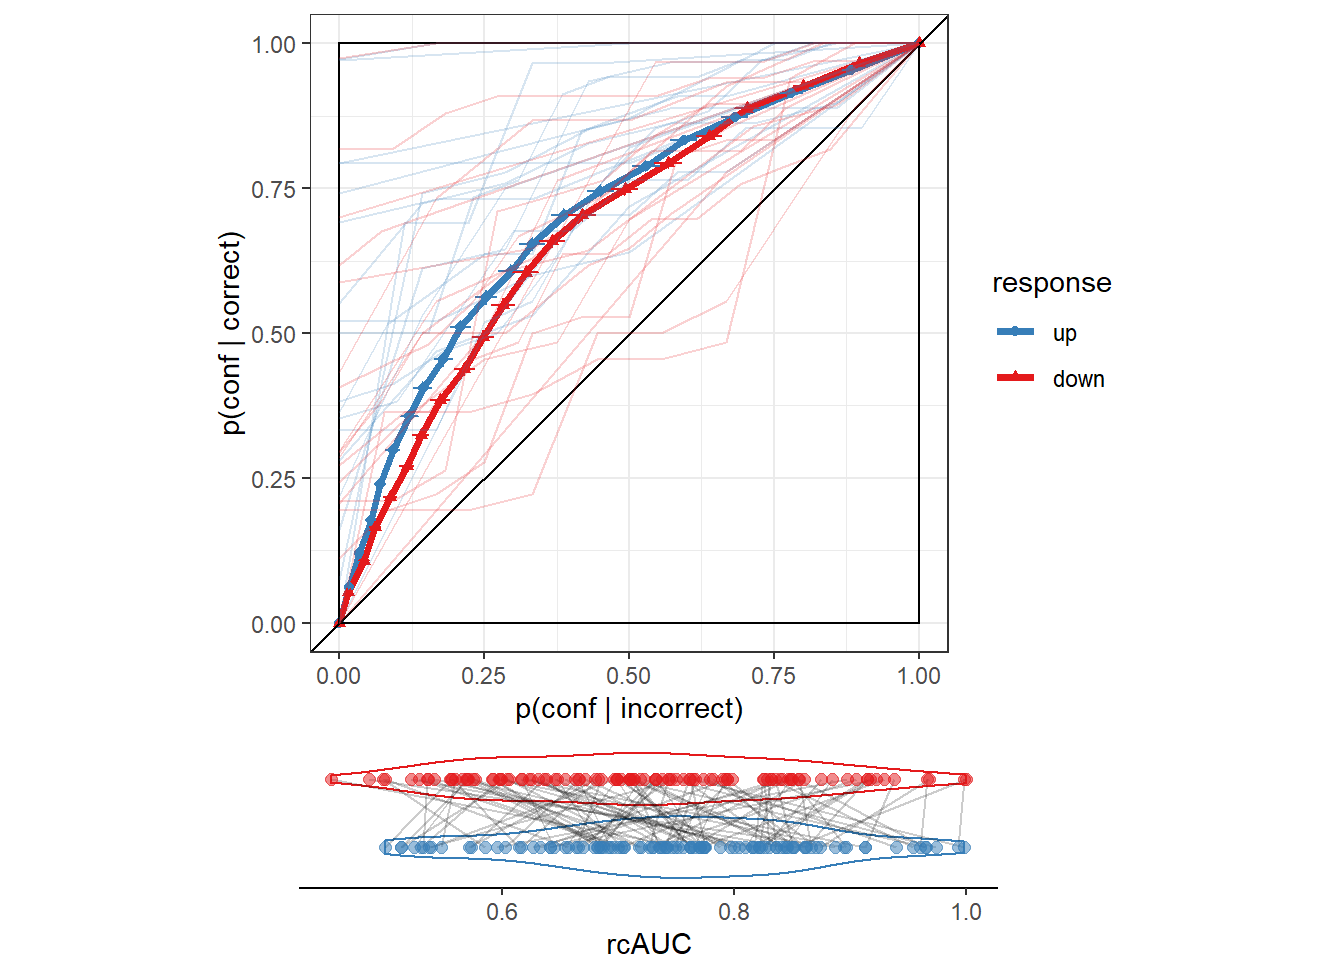 1.00
0.75
0.50
0.25
0.00
p(conf | correct)
0.00 0.25 0.50 0.75 1.00
p(conf | incorrect)
response
up
down
0.6 0.8 1.0
rcAUC